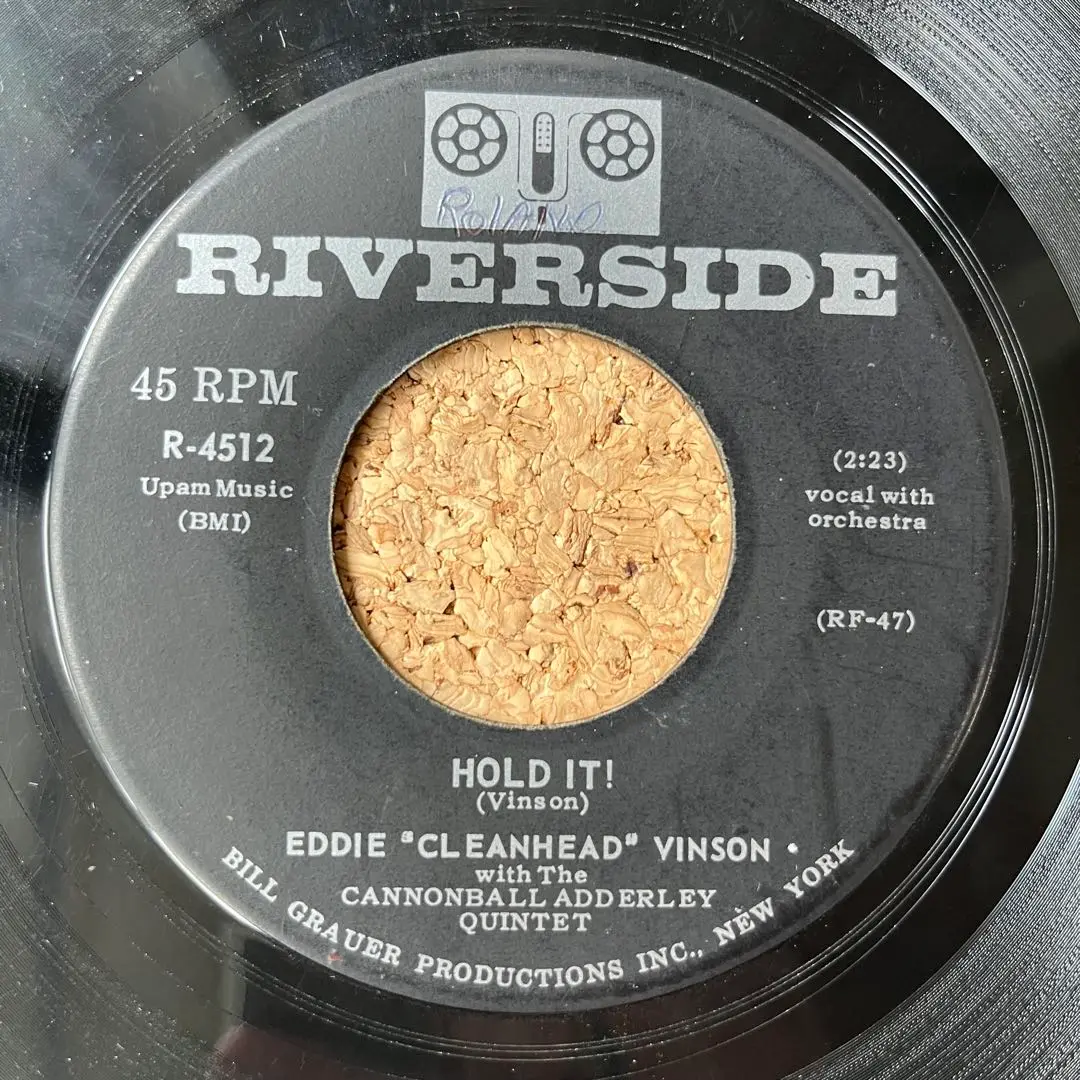 Roland
RIVERSIDE
45 RPM
R-4512
Upam Music
(BMI)
(2:23)
vocal with
orchestra
(RF-47)
HOLD IT!
(Vinson)
EDDIE "CLEANHEAD" VINSON •
with The
CANNONBALL ADDERLEY
QUINTET
BILL GRAUER PRODUCTIONS INC., NEW YORK